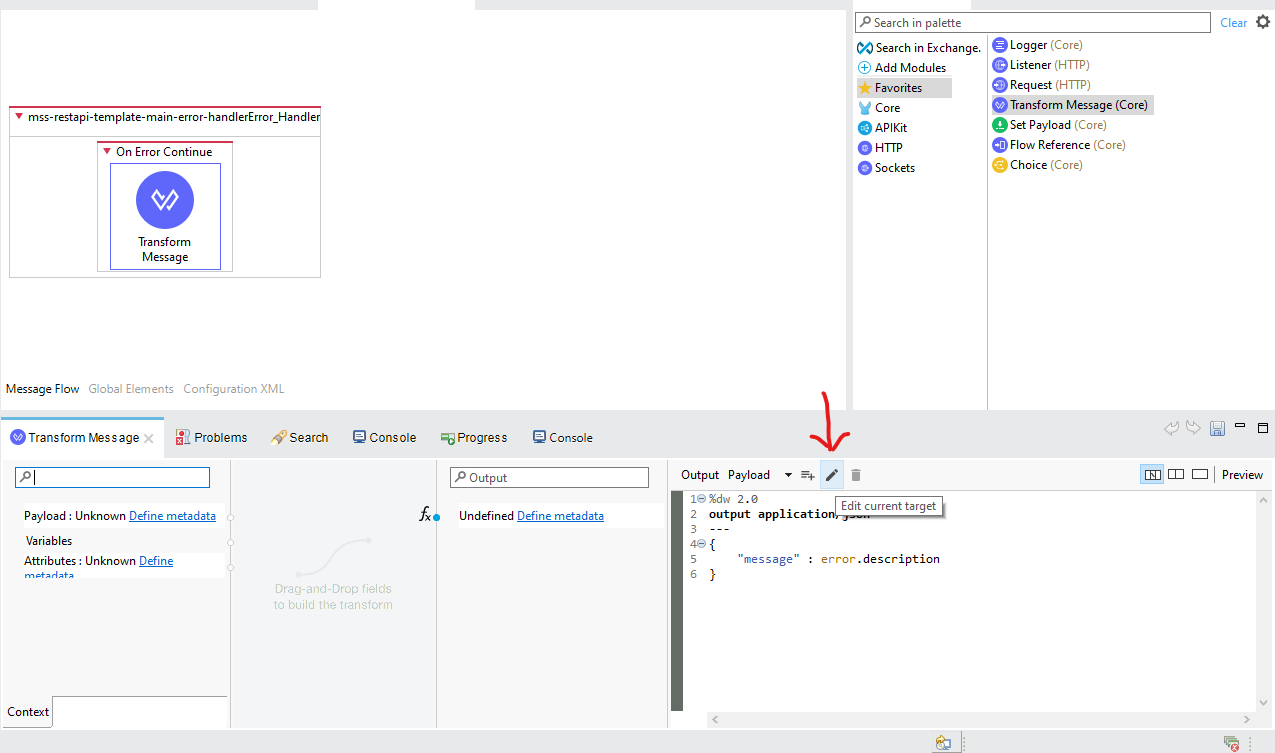 Search in palette
Clear
Search in Exchange.
Add Modules
Favorites
Core
APIKit
HTTP
Sockets
Logger (Core)
Listener (HTTP)
Request (HTTP)
Transform Message (Core)
Set Payload (Core)
Flow Reference (Core)
Choice (Core)
mss-restapi-template-main-error-handlerError_Handler
On Error Continue
Transform
Message
Message Flow Global Elements Configuration XML
Transform Message Problems Search Console Progress Console
Payload : Unknown Define metadata
Variables
Attributes : Unknown Define
metadata
Context
fx
Drag-and-Drop fields
to build the transform
Output
Undefined Define metadata
Output Payload Preview
Edit current target
1 %dw 2.0
2 output application/json
3 ---
4 {
5 "message" : error.description
6 }